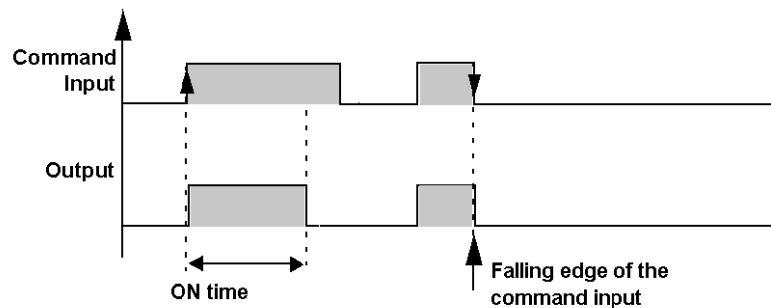 Command
Input
Output
ON time
Falling edge of the
command input